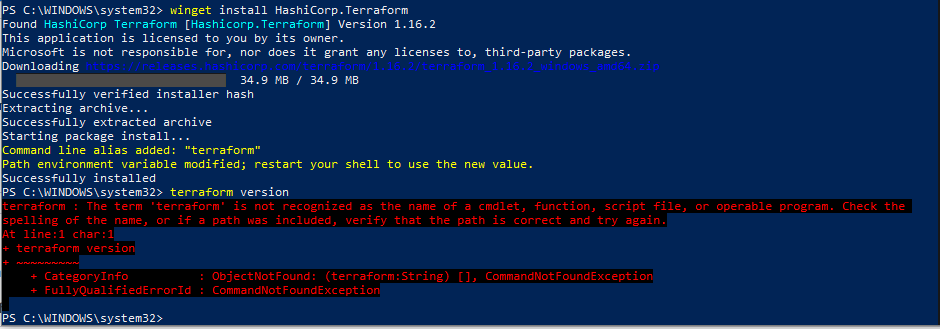 PS C:\WINDOWS\system32> winget install HashiCorp.Terraform
Found HashiCorp Terraform [Hashicorp.Terraform] Version 1.16.2
This application is licensed to you by its owner.
Microsoft is not responsible for, nor does it grant any licenses to, third-party packages.
Downloading https://releases.hashicorp.com/terraform/1.16.2/terraform_1.16.2_windows_amd64.zip
34.9 MB / 34.9 MB
Successfully verified installer hash
Extracting archive...
Successfully extracted archive
Starting package install...
Command line alias added: "terraform"
Path environment variable modified; restart your shell to use the new value.
Successfully installed
PS C:\WINDOWS\system32> terraform version
terraform : The term 'terraform' is not recognized as the name of a cmdlet, function, script file, or operable program. Check the
spelling of the name, or if a path was included, verify that the path is correct and try again.
At line:1 char:1
+ terraform version
+ ~~~~~~~~~
+ CategoryInfo          : ObjectNotFound: (terraform:String) [], CommandNotFoundException
+ FullyQualifiedErrorId : CommandNotFoundException
PS C:\WINDOWS\system32>